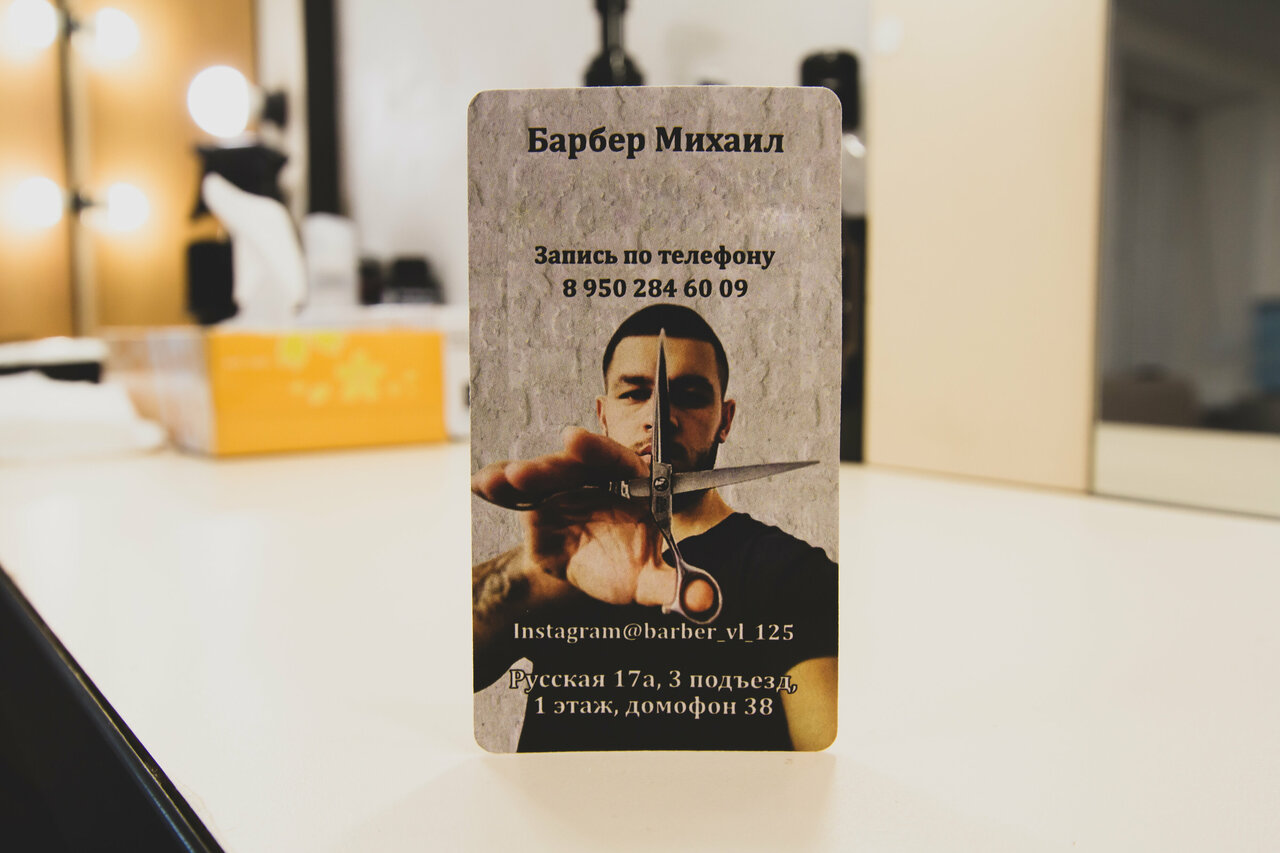 Барбер Михаил
Запись по телефону
8 950 284 60 09
Instagram@barber_vl_125
Русская 17а, 3 подъезд,
1 этаж, домофон 38